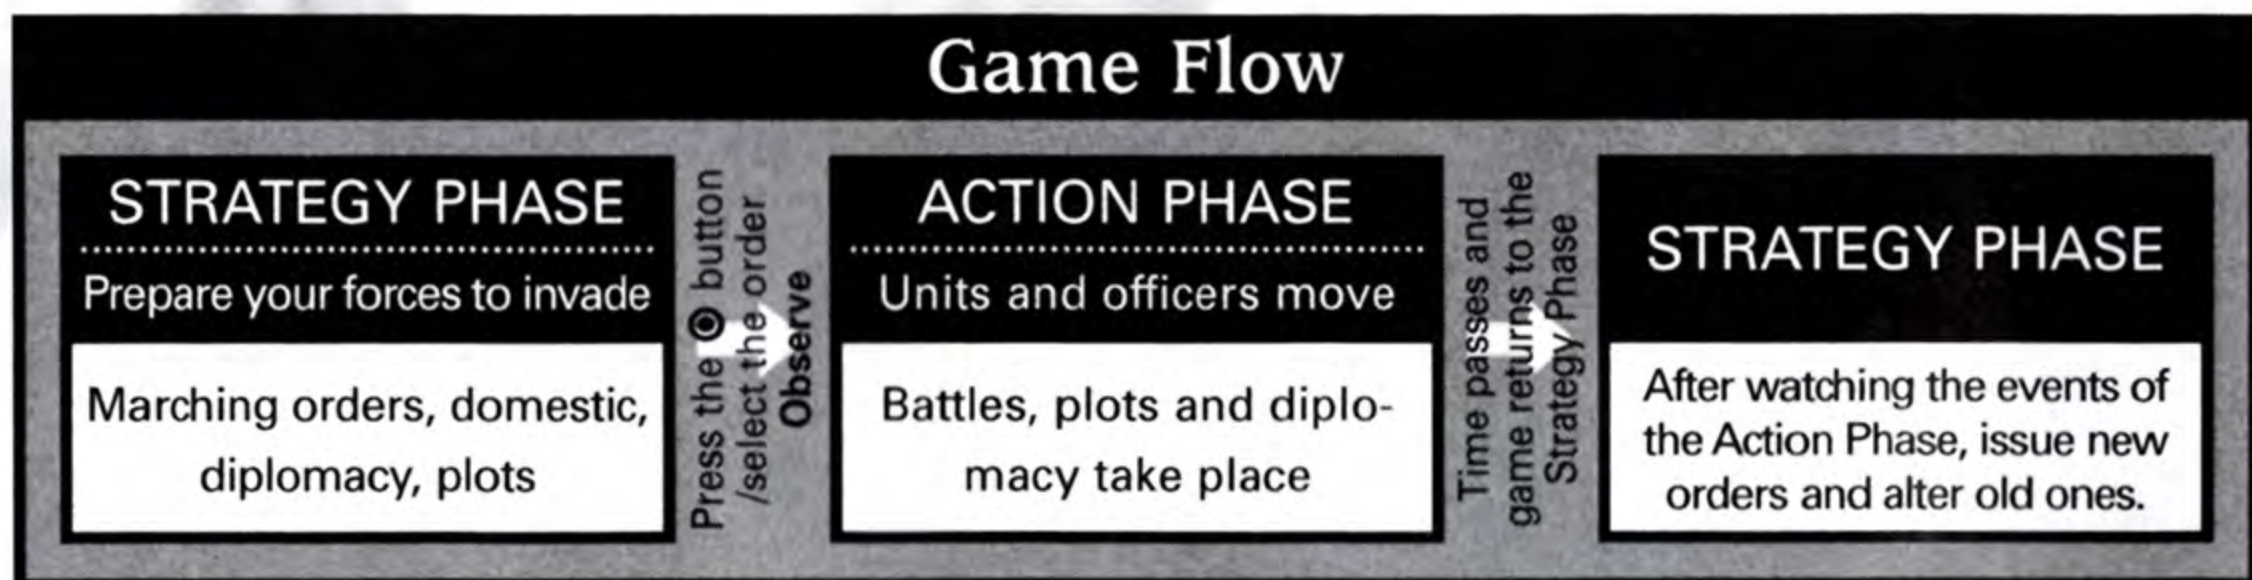 Game Flow
STRATEGY PHASE
Prepare your forces to invade
Marching orders, domestic,
diplomacy, plots
Press the ⦿ button
/select the order
Observe
ACTION PHASE
Units and officers move
Battles, plots and diplo-
macy take place
Time passes and
game returns to the
Strategy Phase
STRATEGY PHASE
After watching the events of
the Action Phase, issue new
orders and alter old ones.